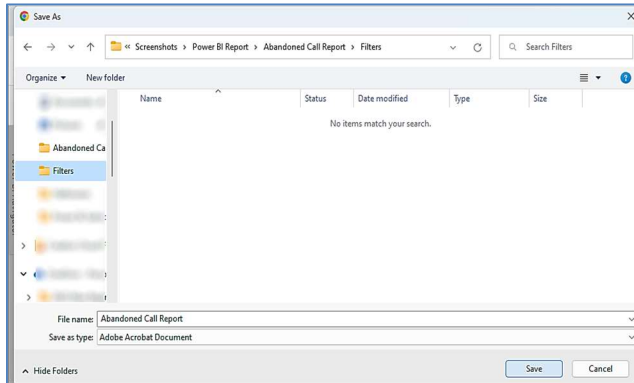 Save As
« Screenshots > Power BI Report > Abandoned Call Report > Filters
Search Filters
Organize New folder
Name Status Date modified Type Size
No items match your search.
Abandoned Ca
Filters
File name: Abandoned Call Report
Save as type: Adobe Acrobat Document
Hide Folders Save Cancel